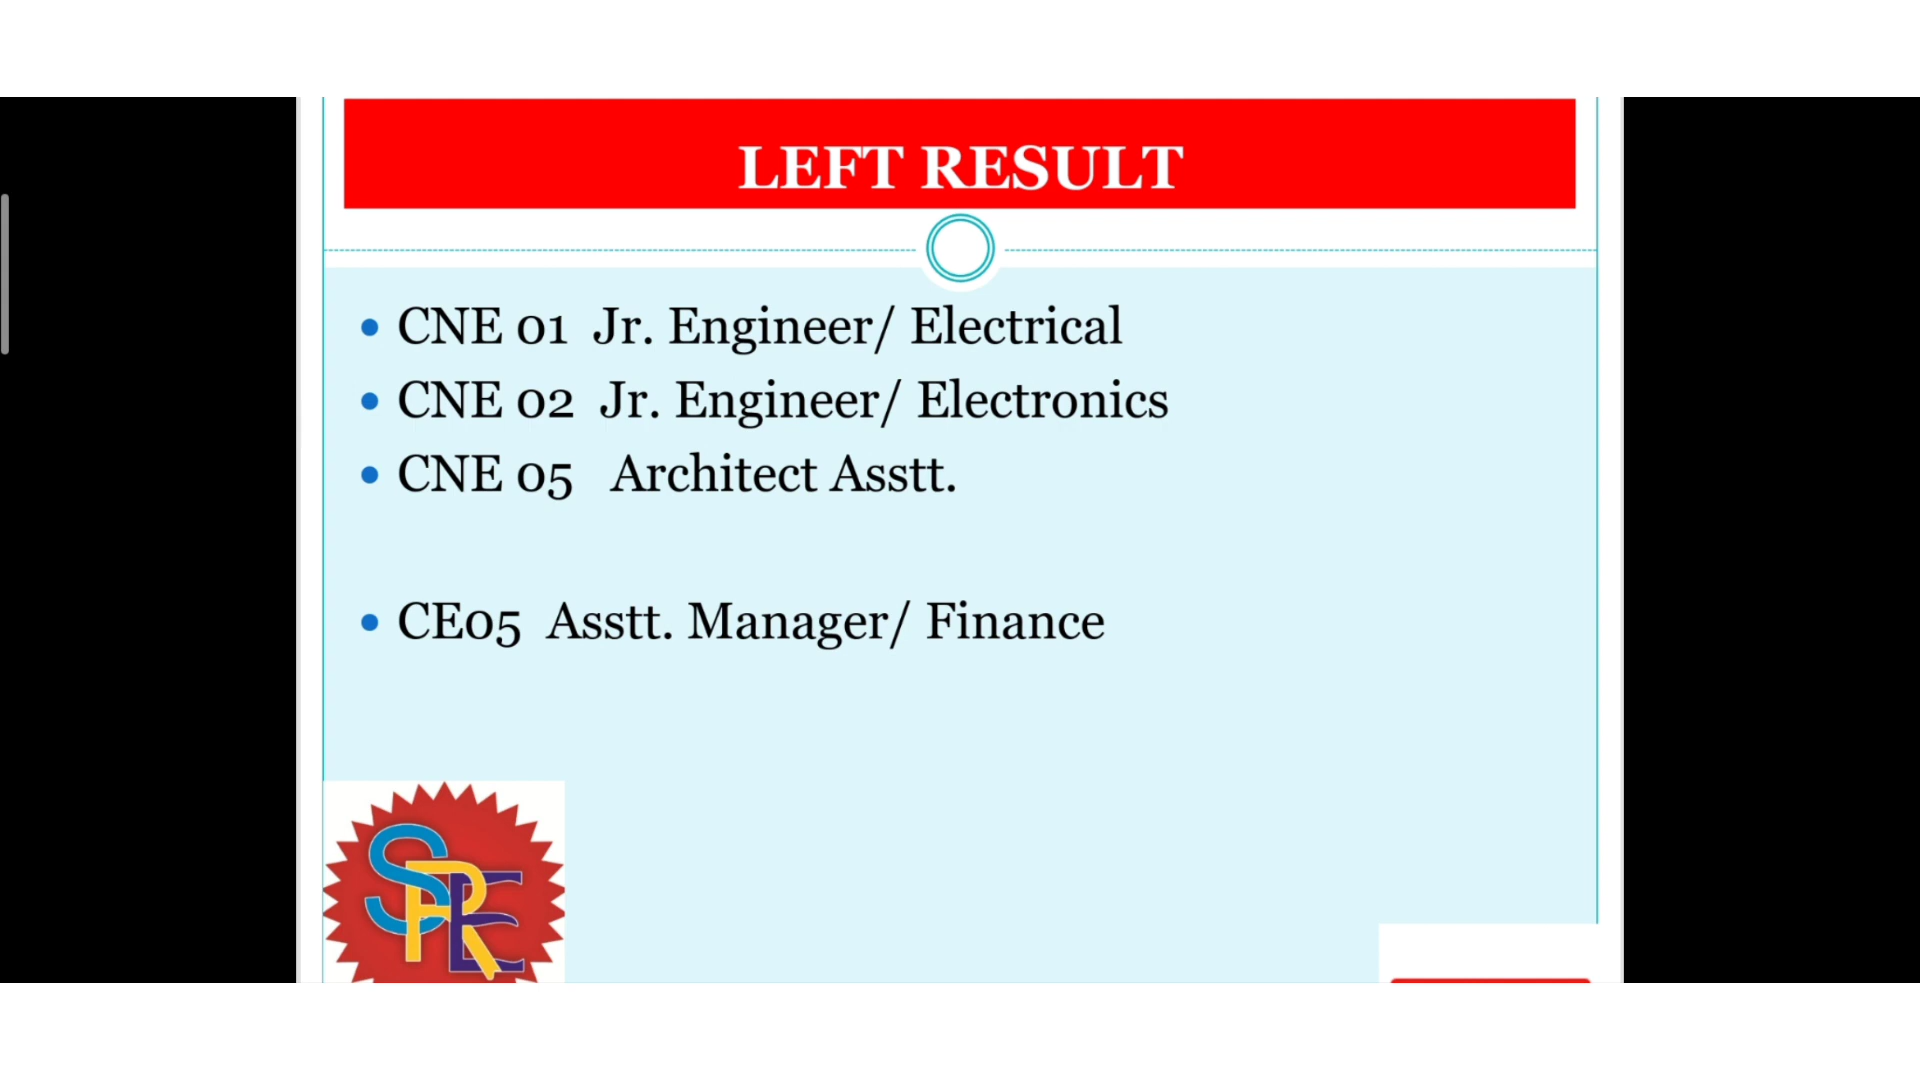 LEFT RESULT
• CNE 01 Jr. Engineer/ Electrical
• CNE 02 Jr. Engineer/ Electronics
• CNE 05 Architect Asstt.
• CE05 Asstt. Manager/ Finance
SRE